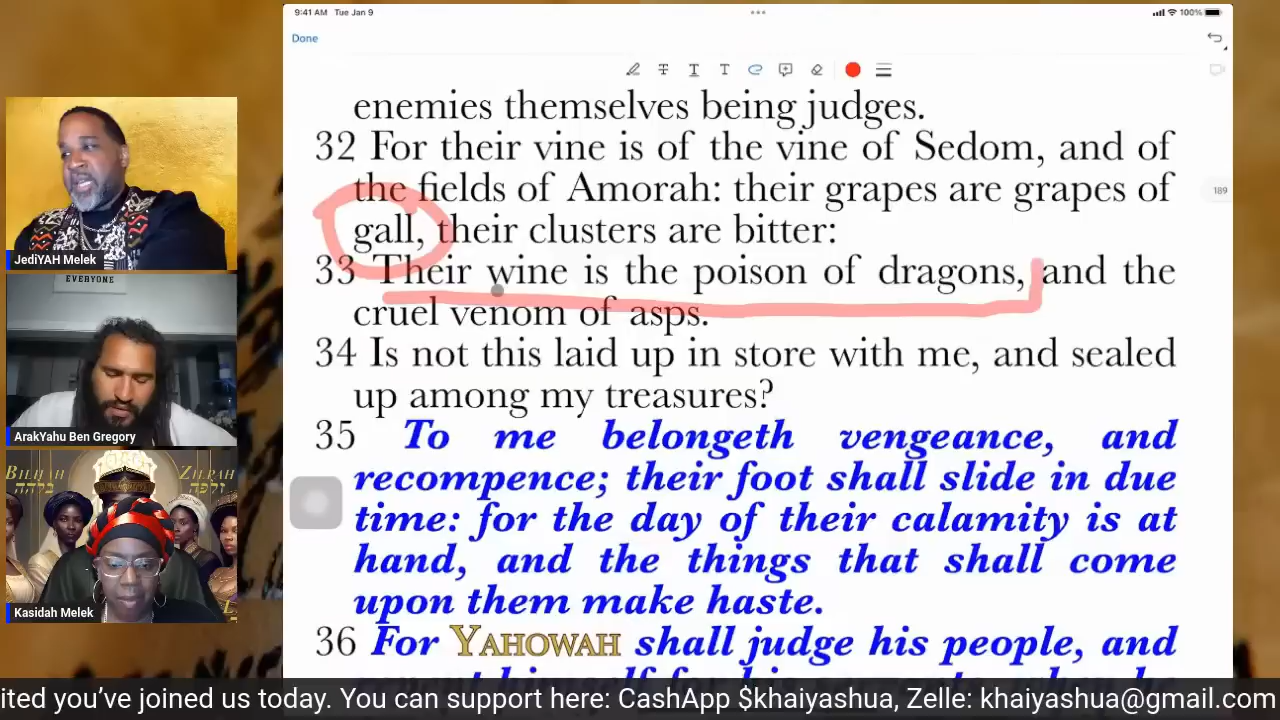 9:41 AM Tue Jan 9
100%
Done
189
enemies themselves being judges.
32 For their vine is of the vine of Sedom, and of
the fields of Amorah: their grapes are grapes of
gall, their clusters are bitter:
33 Their wine is the poison of dragons, and the
cruel venom of asps.
34 Is not this laid up in store with me, and sealed
up among my treasures?
35 To me belongeth vengeance, and
recompence; their foot shall slide in due
time: for the day of their calamity is at
hand, and the things that shall come
upon them make haste.
36 For YAHOWAH shall judge his people, and
JediYAH Melek
EVERYONE
ArakYahu Ben Gregory
BILHAH
בלהה
ZILPAH
Kasidah Melek
ited you’ve joined us today. You can support here: CashApp $khaiyashua, Zelle: khaiyashua@gmail.com